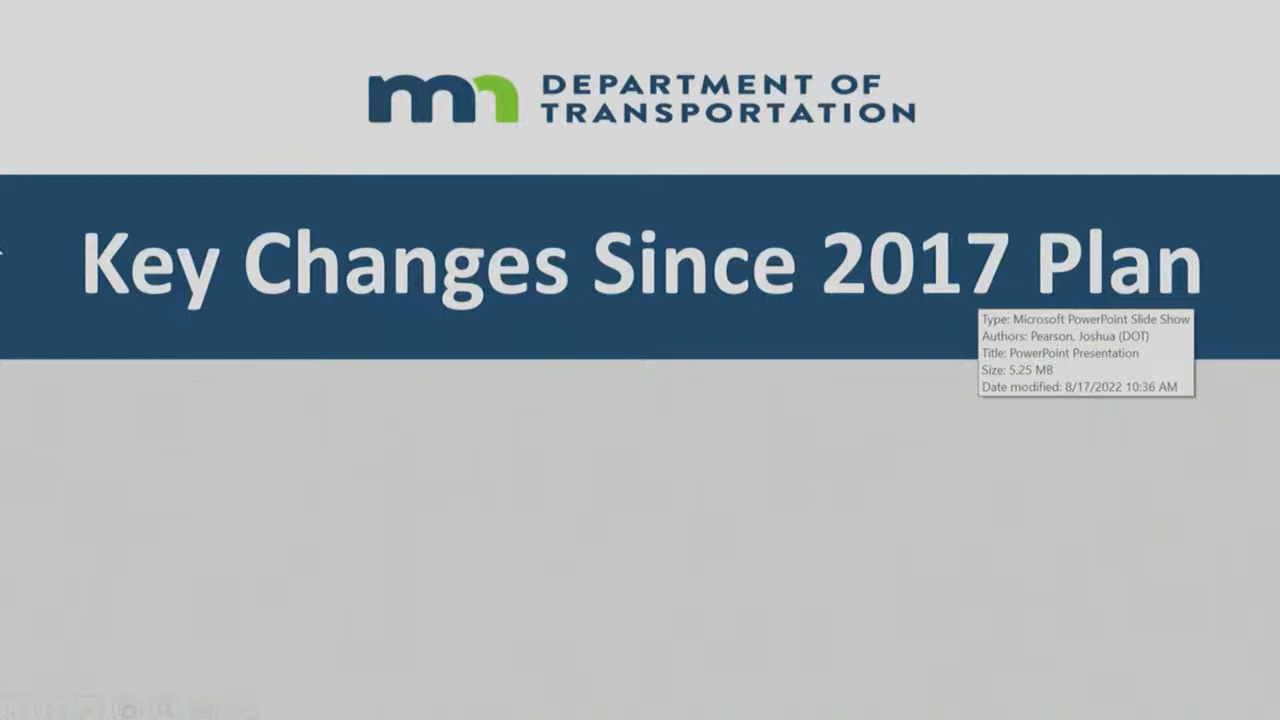 mn DEPARTMENT OF
TRANSPORTATION
Key Changes Since 2017 Plan
Type: Microsoft PowerPoint Slide Show
Authors: Pearson, Joshua (DOT)
Title: PowerPoint Presentation
Size: 5.25 MB
Date modified: 8/17/2022 10:36 AM